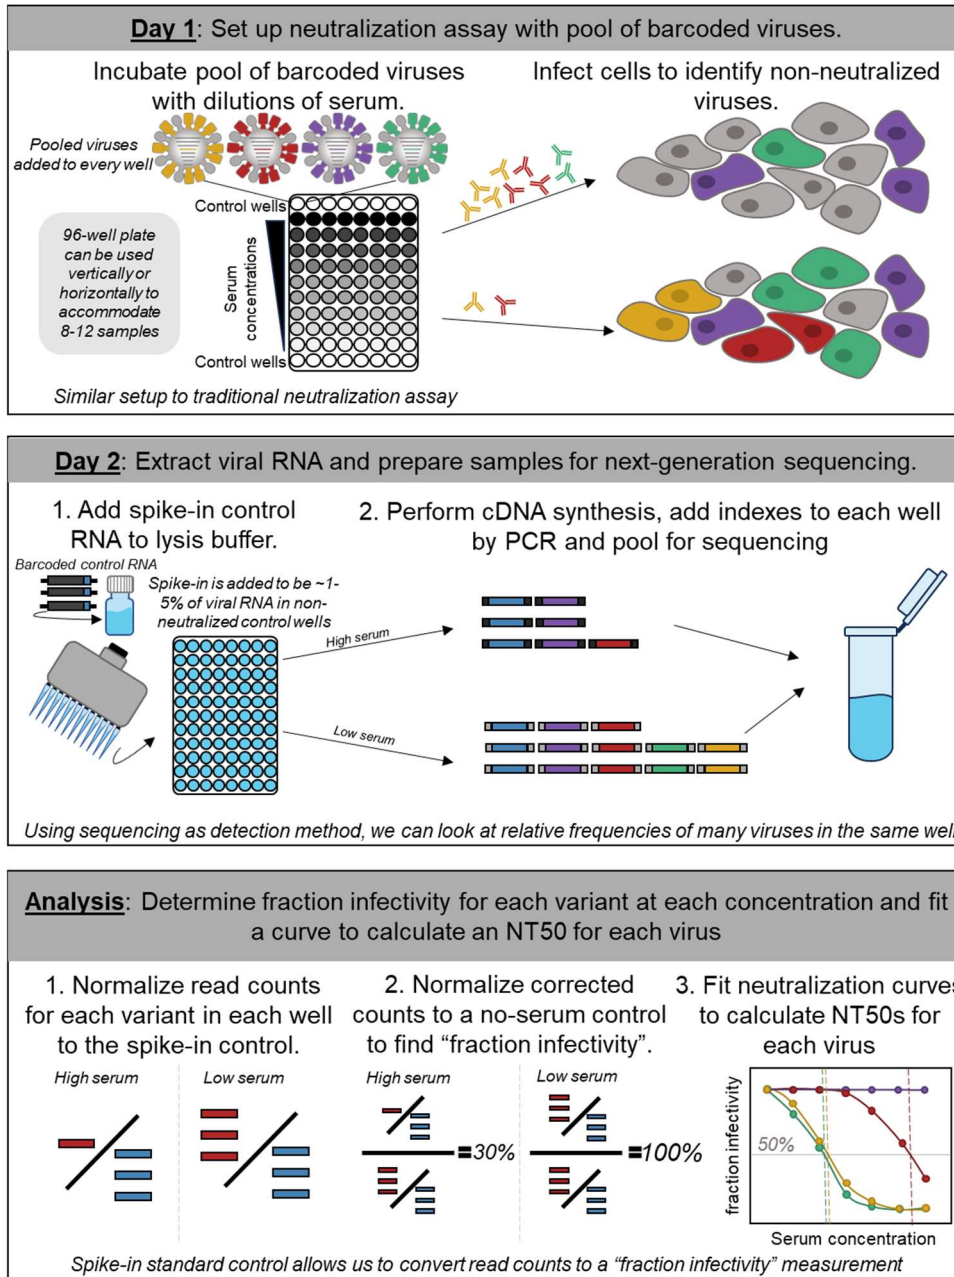 Day 1: Set up neutralization assay with pool of barcoded viruses.
Incubate pool of barcoded viruses
with dilutions of serum.
Infect cells to identify non-neutralized
viruses.
Pooled viruses
added to every well
Control wells
96-well plate
can be used
vertically or
horizontally to
accommodate
8-12 samples
Serum
concentrations
Control wells
Similar setup to traditional neutralization assay
Day 2: Extract viral RNA and prepare samples for next-generation sequencing.
1. Add spike-in control
RNA to lysis buffer.
2. Perform cDNA synthesis, add indexes to each well
by PCR and pool for sequencing
Barcoded control RNA
Spike-in is added to be ~1-
5% of viral RNA in non-
neutralized control wells
High serum
Low serum
Using sequencing as detection method, we can look at relative frequencies of many viruses in the same well
Analysis: Determine fraction infectivity for each variant at each concentration and fit
a curve to calculate an NT50 for each virus
1. Normalize read counts
for each variant in each well
to the spike-in control.
High serum
Low serum
2. Normalize corrected
counts to a no-serum control
to find “fraction infectivity”.
High serum
Low serum
=30%
=100%
3. Fit neutralization curves
to calculate NT50s for
each virus
fraction infectivity
50%
Serum concentration
Spike-in standard control allows us to convert read counts to a “fraction infectivity” measurement